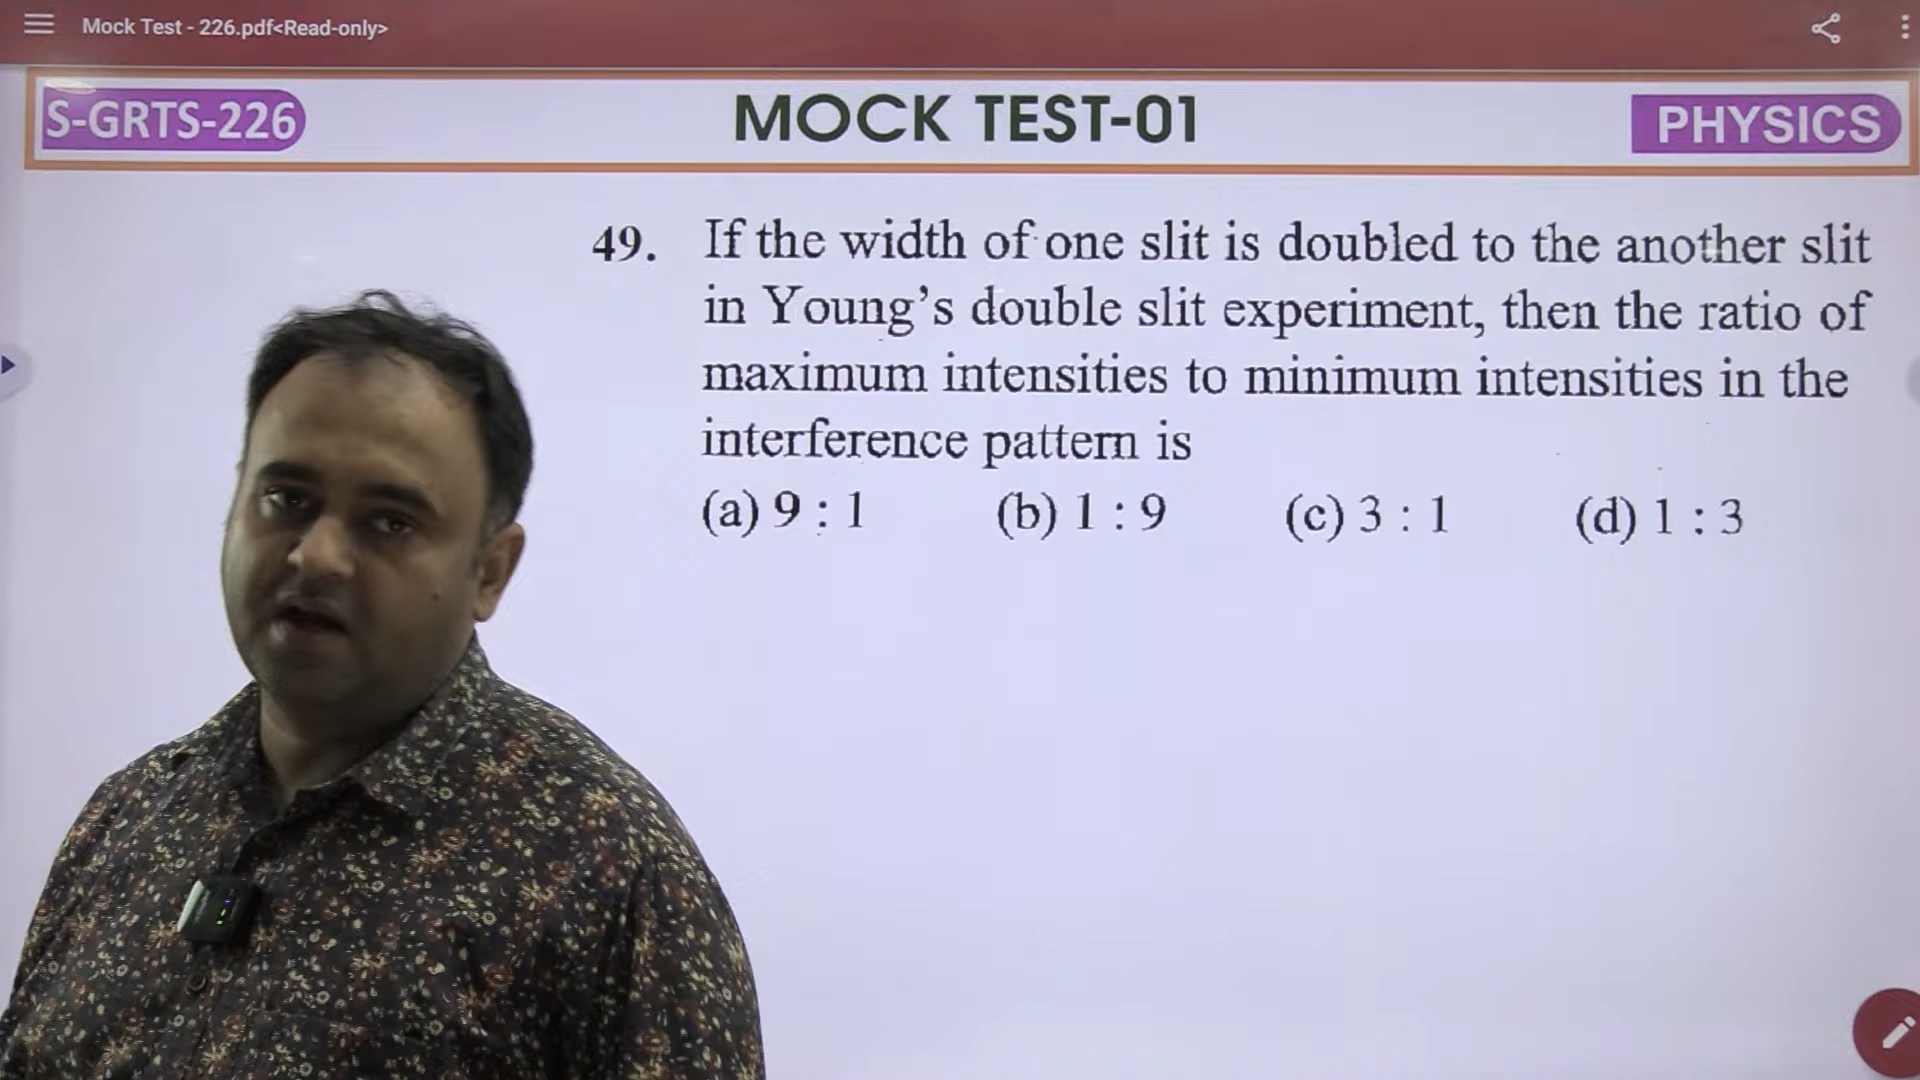 Mock Test - 226.pdf<Read-only>
S-GRTS-226
MOCK TEST-01
PHYSICS
49. If the width of one slit is doubled to the another slit
in Young’s double slit experiment, then the ratio of
maximum intensities to minimum intensities in the
interference pattern is
(a) 9 : 1 (b) 1 : 9 (c) 3 : 1 (d) 1 : 3